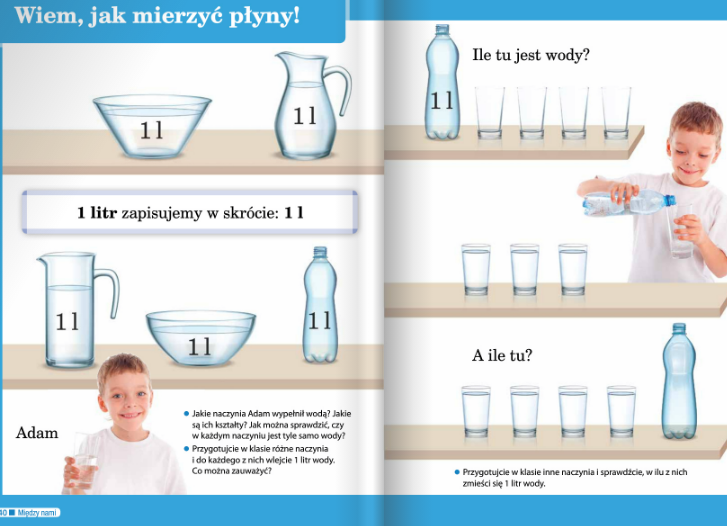 Wiem, jak mierzyć płyny!
1 l
1 l
1 litr zapisujemy w skrócie: 1 l
1 l
1 l
1 l
Adam
● Jakie naczynia Adam wypełnił wodą? Jakie
są ich kształty? Jak można sprawdzić, czy
w każdym naczyniu jest tyle samo wody?
● Przygotujcie w klasie różne naczynia
i do każdego z nich wlejcie 1 litr wody.
Co można zauważyć?
40 ■ Między nami
1 l
Ile tu jest wody?
A ile tu?
● Przygotujcie w klasie inne naczynia i sprawdźcie, w ilu z nich
zmieści się 1 litr wody.